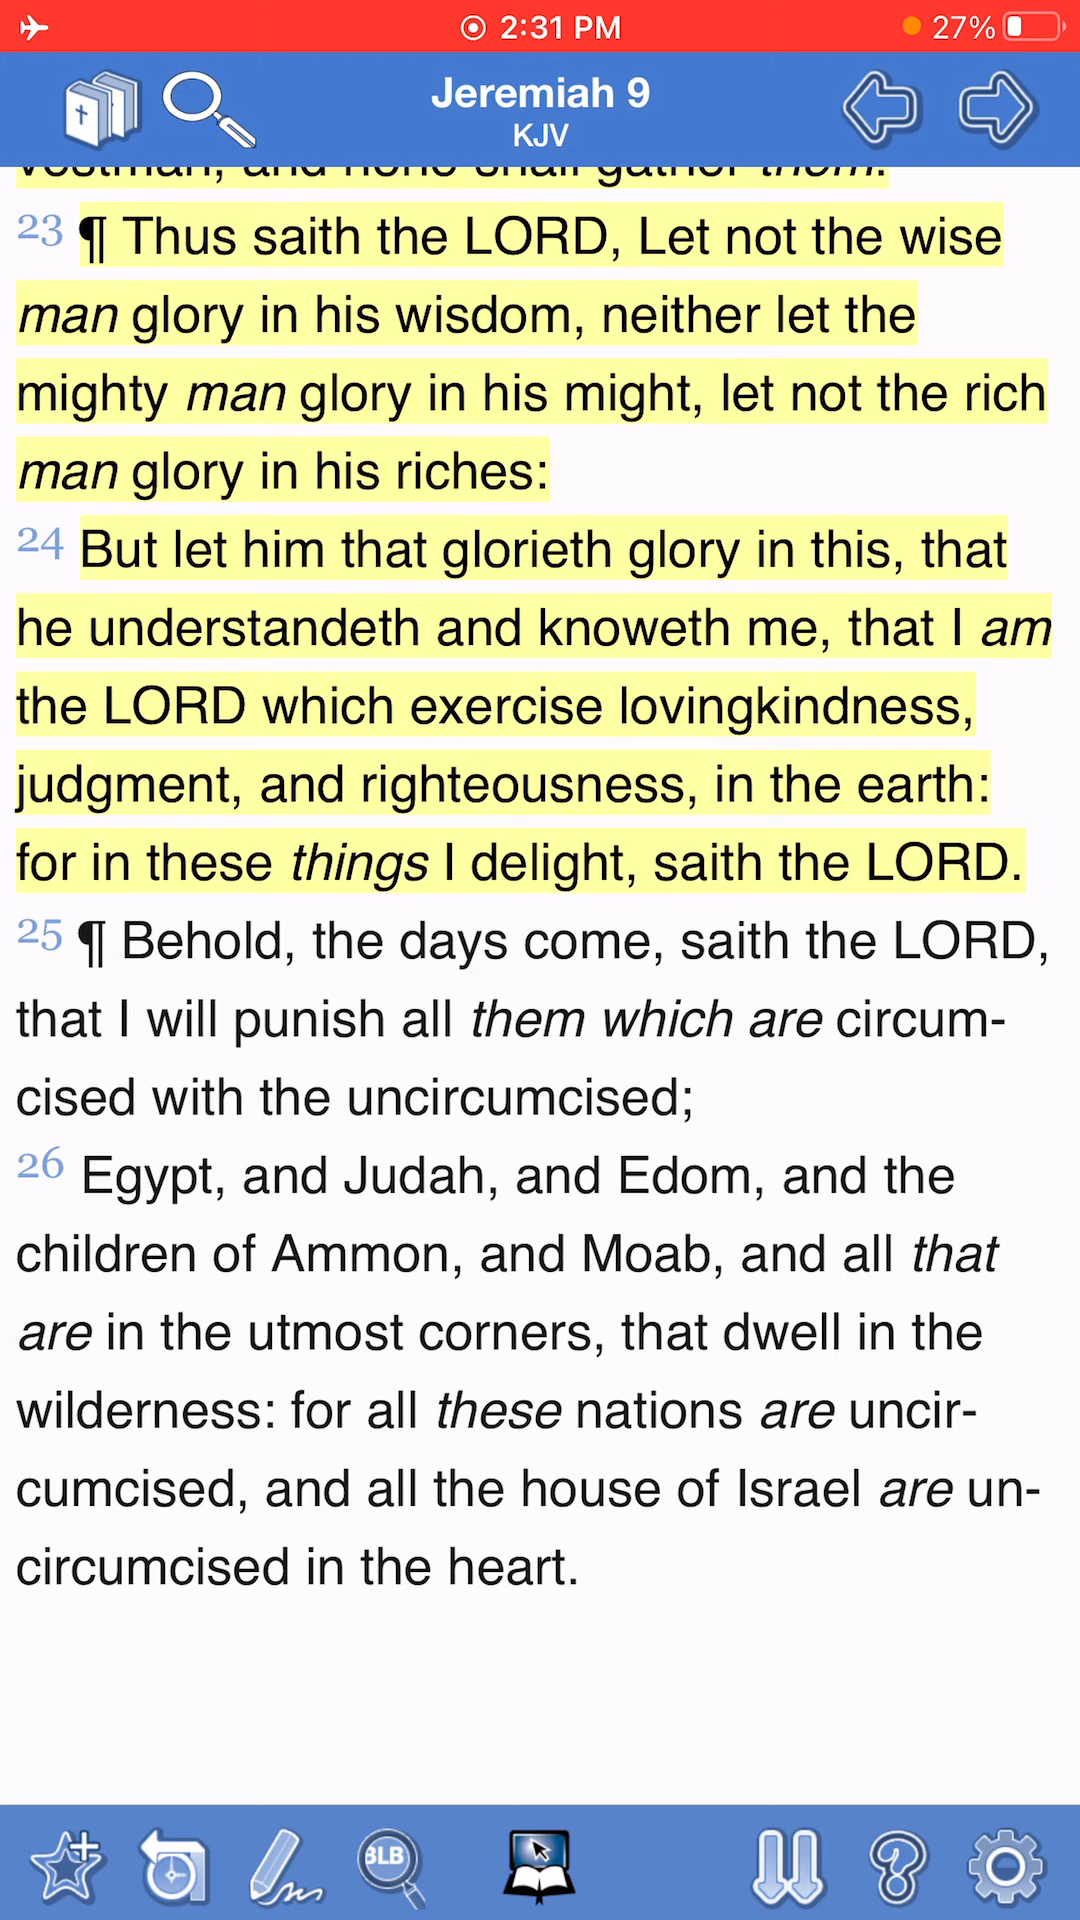 2:31 PM
27%
Jeremiah 9
KJV
and none shall gather them.
23 ¶ Thus saith the LORD, Let not the wise
man glory in his wisdom, neither let the
mighty man glory in his might, let not the rich
man glory in his riches:
24 But let him that glorieth glory in this, that
he understandeth and knoweth me, that I am
the LORD which exercise lovingkindness,
judgment, and righteousness, in the earth:
for in these things I delight, saith the LORD.
25 ¶ Behold, the days come, saith the LORD,
that I will punish all them which are circum-
cised with the uncircumcised;
26 Egypt, and Judah, and Edom, and the
children of Ammon, and Moab, and all that
are in the utmost corners, that dwell in the
wilderness: for all these nations are uncir-
cumcised, and all the house of Israel are un-
circumcised in the heart.
BLB